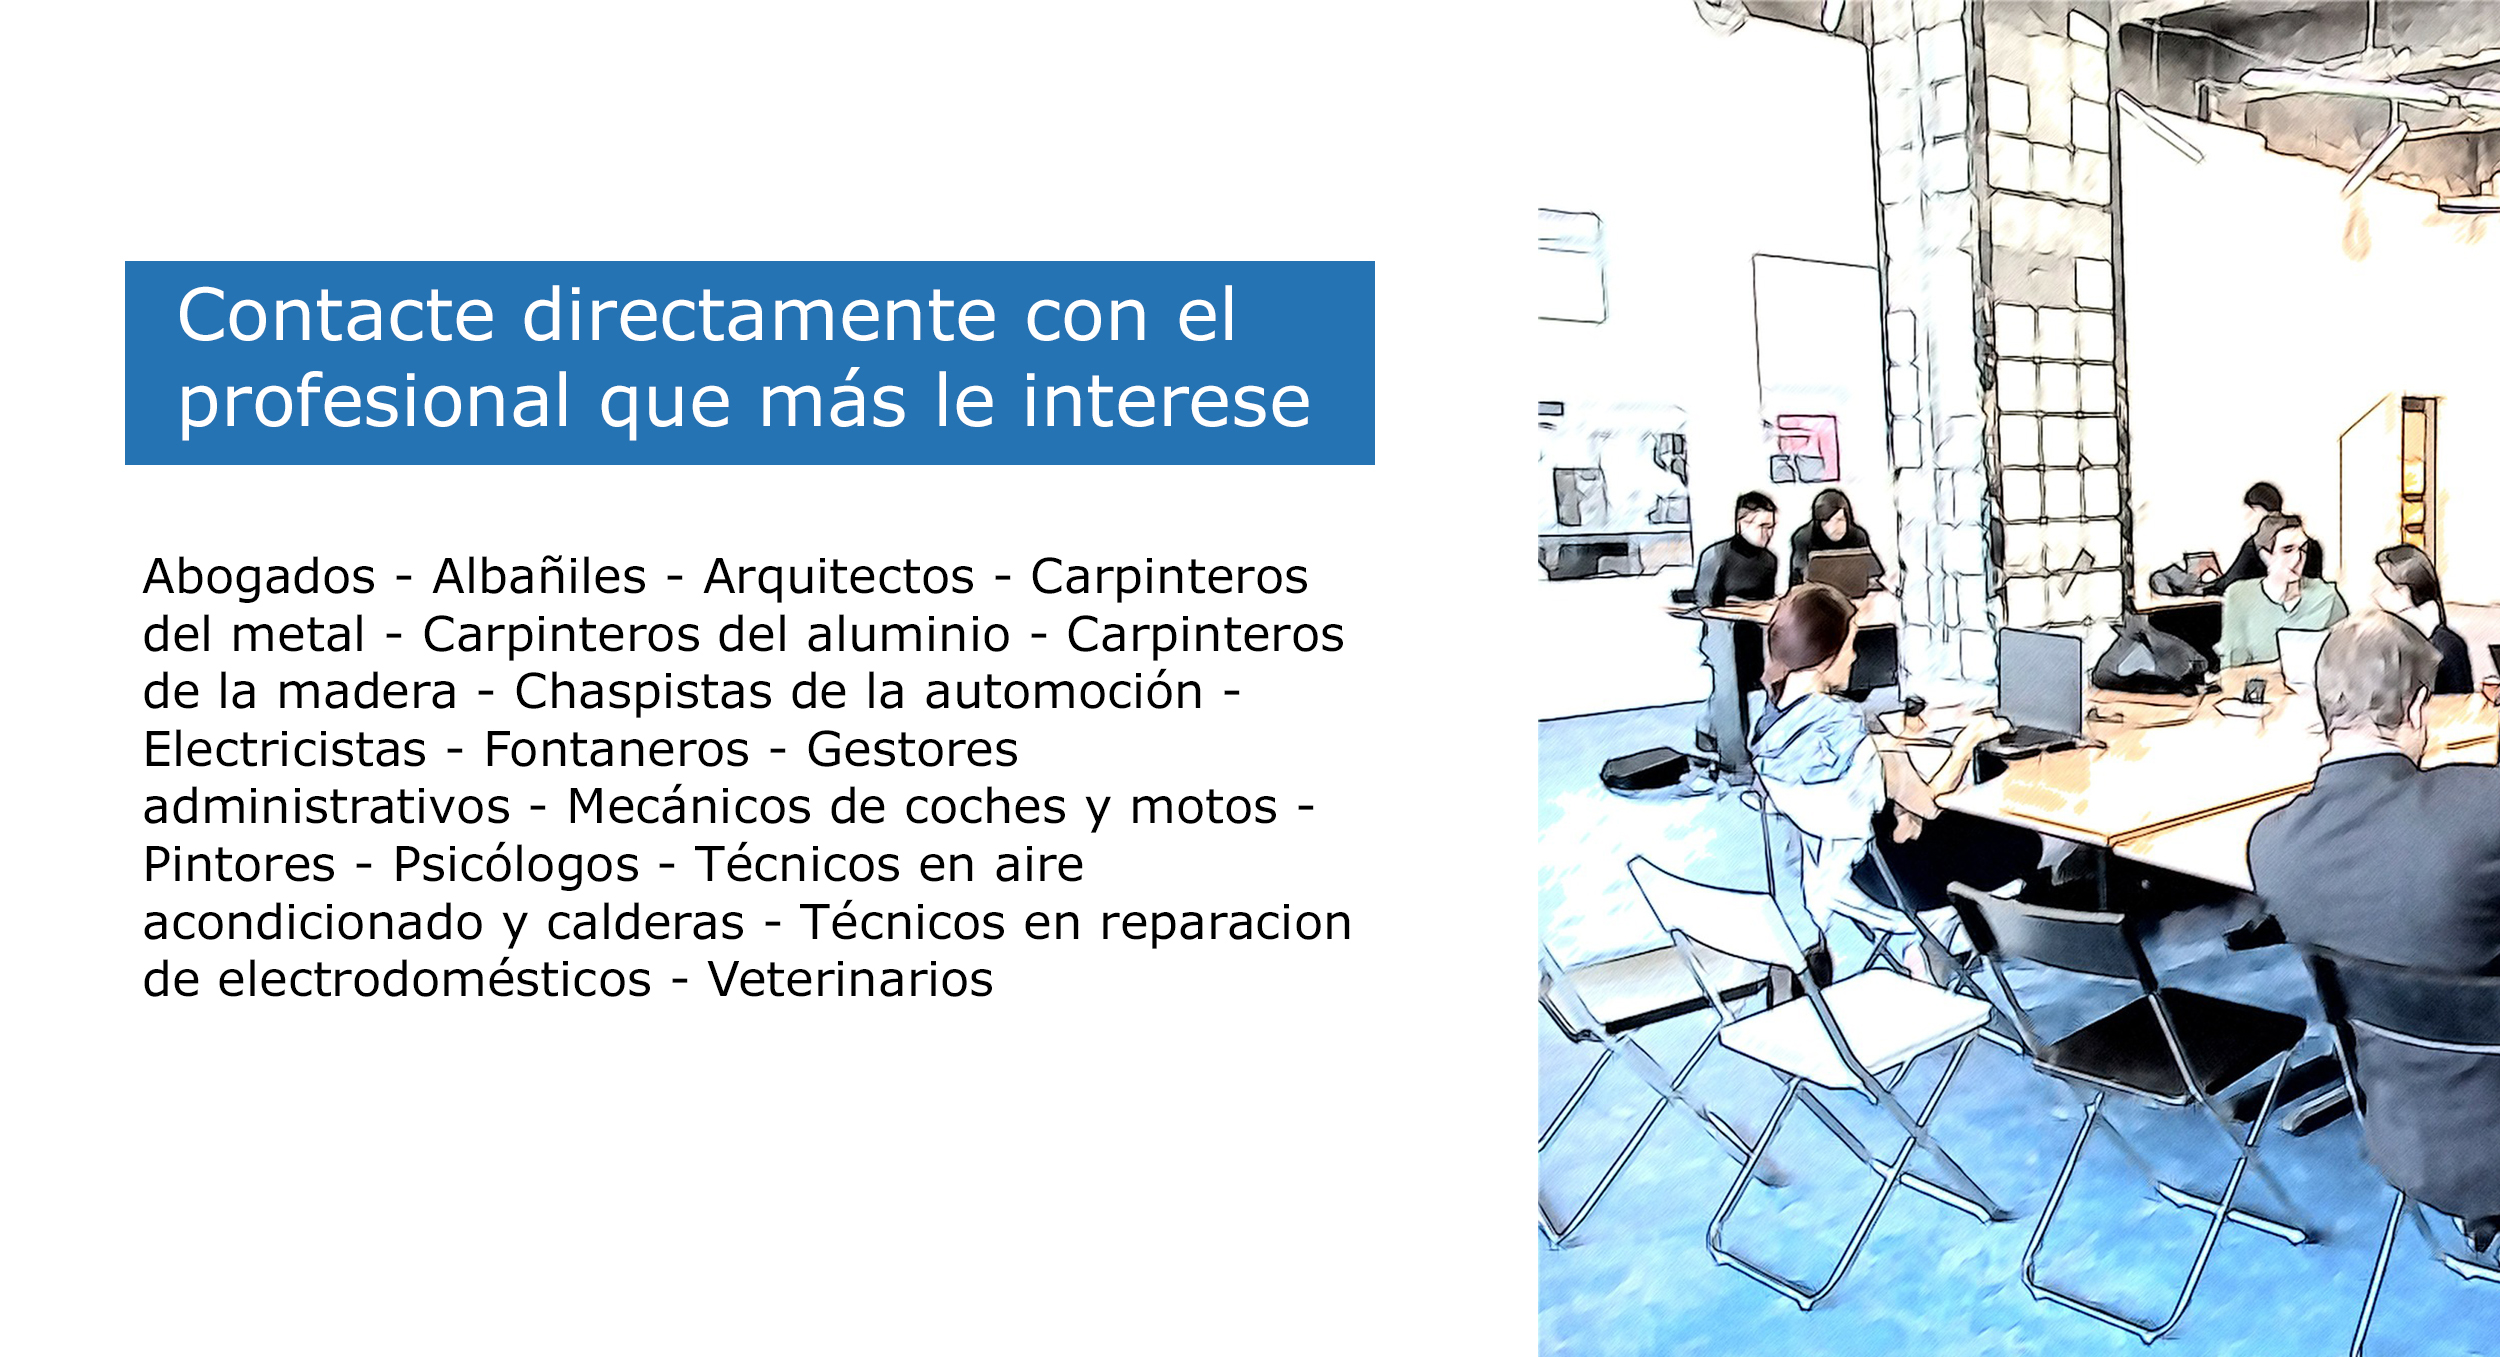 Contacte directamente con el
profesional que más le interese
Abogados - Albañiles - Arquitectos - Carpinteros
del metal - Carpinteros del aluminio - Carpinteros
de la madera - Chaspistas de la automoción -
Electricistas - Fontaneros - Gestores
administrativos - Mecánicos de coches y motos -
Pintores - Psicólogos - Técnicos en aire
acondicionado y calderas - Técnicos en reparacion
de electrodomésticos - Veterinarios